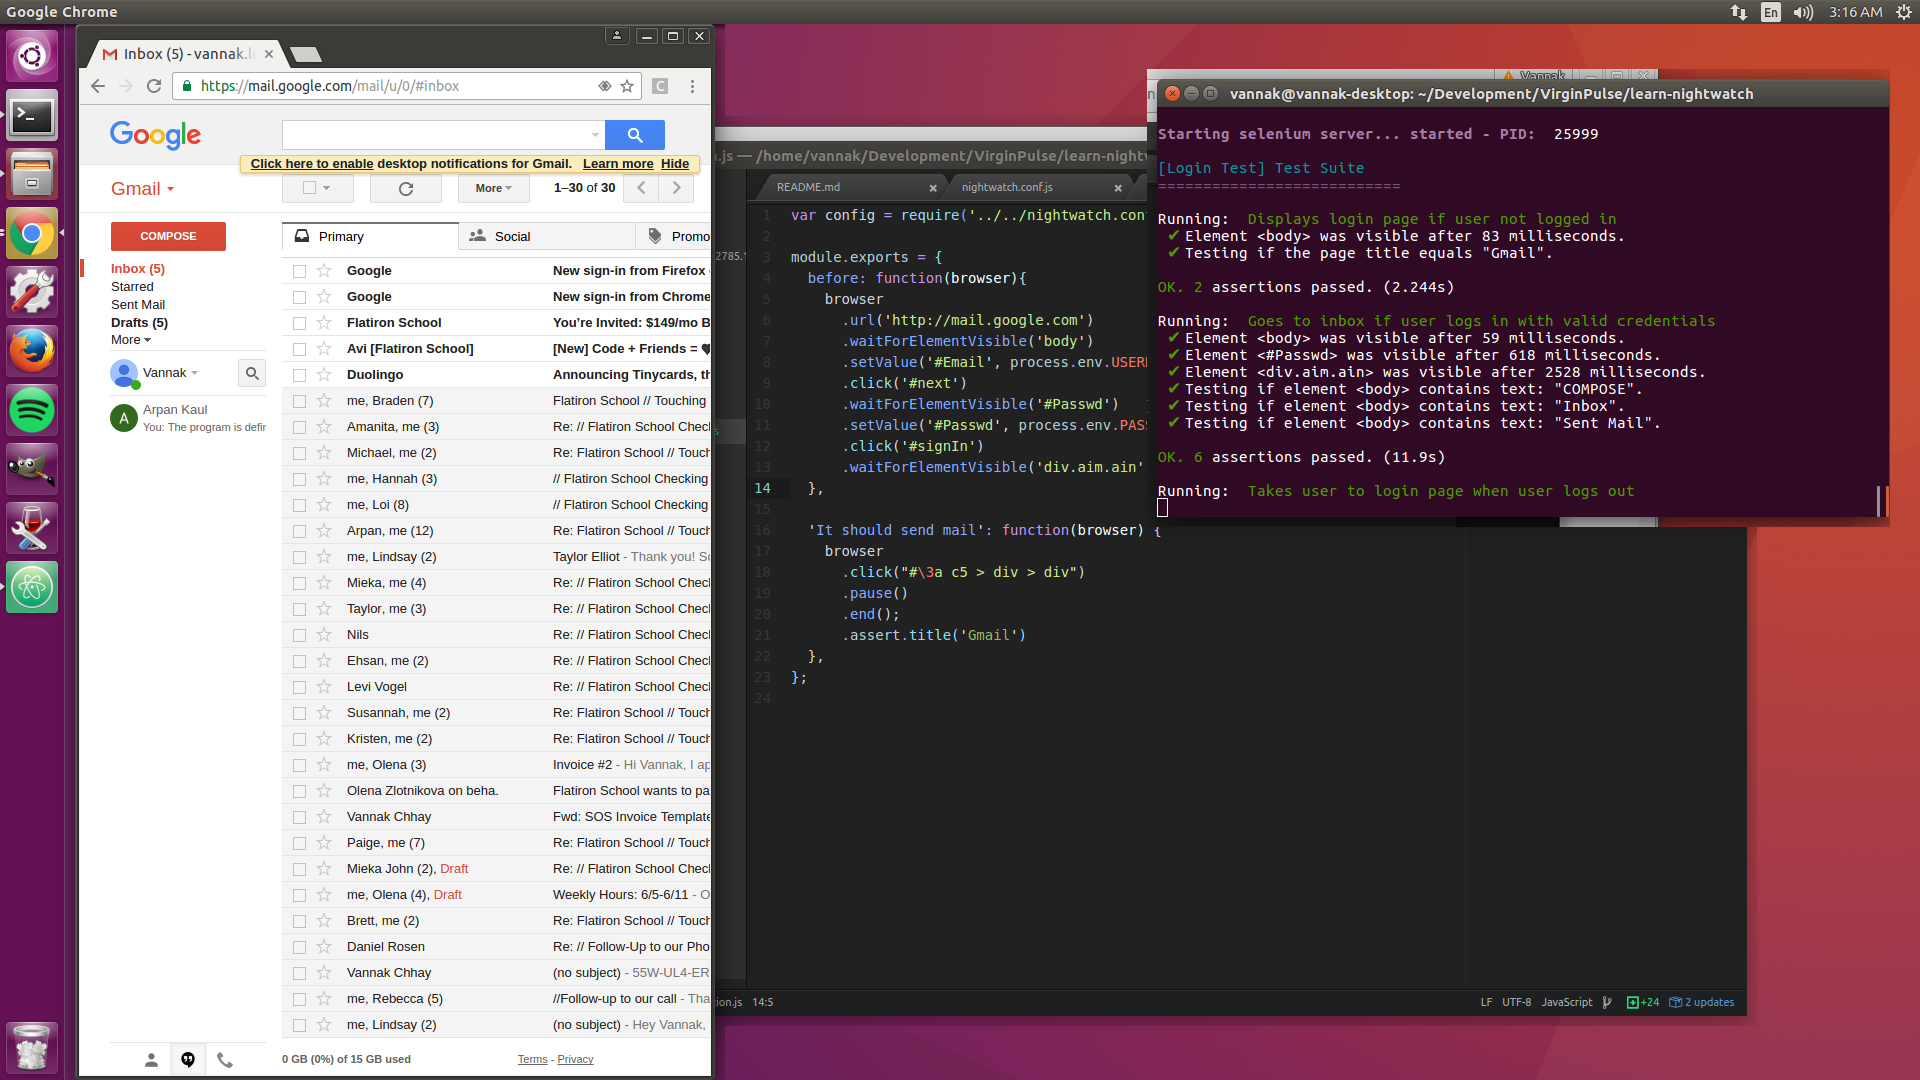 Google Chrome
En
3:16 AM
Inbox (5) - vannak.l
https://mail.google.com/mail/u/0/#inbox
C
Google
Click here to enable desktop notifications for Gmail. Learn more Hide
Gmail
More
1–30 of 30
COMPOSE
Primary
Social
Promo
Inbox (5)
Starred
Sent Mail
Drafts (5)
More
Vannak
A
Arpan Kaul
You: The program is defir
Google New sign-in from Firefox
Google New sign-in from Chrome
Flatiron School You're Invited: $149/mo B
Avi [Flatiron School] [New] Code + Friends = ♥
Duolingo Announcing Tinycards, th
me, Braden (7) Flatiron School // Touching
Amanita, me (3) Re: // Flatiron School Chec
Michael, me (2) Re: Flatiron School // Touch
me, Hannah (3) // Flatiron School Checking
me, Loi (8) // Flatiron School Checking
Arpan, me (12) Re: Flatiron School // Touch
me, Lindsay (2) Taylor Elliot - Thank you! So
Mieka, me (4) Re: // Flatiron School Chec
Taylor, me (3) Re: // Flatiron School Chec
Nils Re: // Flatiron School Chec
Ehsan, me (2) Re: // Flatiron School Chec
Levi Vogel Re: // Flatiron School Chec
Susannah, me (2) Re: Flatiron School // Touch
Kristen, me (2) Re: Flatiron School // Touch
me, Olena (3) Invoice #2 - Hi Vannak, I ap
Olena Zlotnikova on beha. Flatiron School wants to pa
Vannak Chhay Fwd: SOS Invoice Template
Paige, me (7) Re: Flatiron School // Touch
Mieka John (2), Draft Re: // Flatiron School Chec
me, Olena (4), Draft Weekly Hours: 6/5-6/11 - O
Brett, me (2) Re: Flatiron School // Touch
Daniel Rosen Re: // Follow-Up to our Pho
Vannak Chhay (no subject) - 55W-UL4-ER
me, Rebecca (5) //Follow-up to our call - Tha
me, Lindsay (2) (no subject) - Hey Vannak,
0 GB (0%) of 15 GB used
Terms - Privacy
.js — /home/vannak/Development/VirginPulse/learn-nightw
README.md
nightwatch.conf.js
2785.1
1 var config = require('../../nightwatch.con
2
3 module.exports = {
4 before: function(browser){
5 browser
6 .url('http://mail.google.com')
7 .waitForElementVisible('body')
8 .setValue('#Email', process.env.USER
9 .click('#next')
10 .waitForElementVisible('#Passwd')
11 .setValue('#Passwd', process.env.PAS
12 .click('#signIn')
13 .waitForElementVisible('div.aim.ain'
14 },
15
16 'It should send mail': function(browser) {
17 browser
18 .click("#\3a c5 > div > div")
19 .pause()
20 .end();
21 .assert.title('Gmail')
22 },
23 };
24
ion.js 14:5
LF UTF-8 JavaScript +24 2 updates
Vannak
vannak@vannak-desktop: ~/Development/VirginPulse/learn-nightwatch
Starting selenium server... started - PID: 25999
[Login Test] Test Suite
===========================
Running: Displays login page if user not logged in
✔ Element <body> was visible after 83 milliseconds.
✔ Testing if the page title equals "Gmail".
OK. 2 assertions passed. (2.244s)
Running: Goes to inbox if user logs in with valid credentials
✔ Element <body> was visible after 59 milliseconds.
✔ Element <#Passwd> was visible after 618 milliseconds.
✔ Element <div.aim.ain> was visible after 2528 milliseconds.
✔ Testing if element <body> contains text: "COMPOSE".
✔ Testing if element <body> contains text: "Inbox".
✔ Testing if element <body> contains text: "Sent Mail".
OK. 6 assertions passed. (11.9s)
Running: Takes user to login page when user logs out